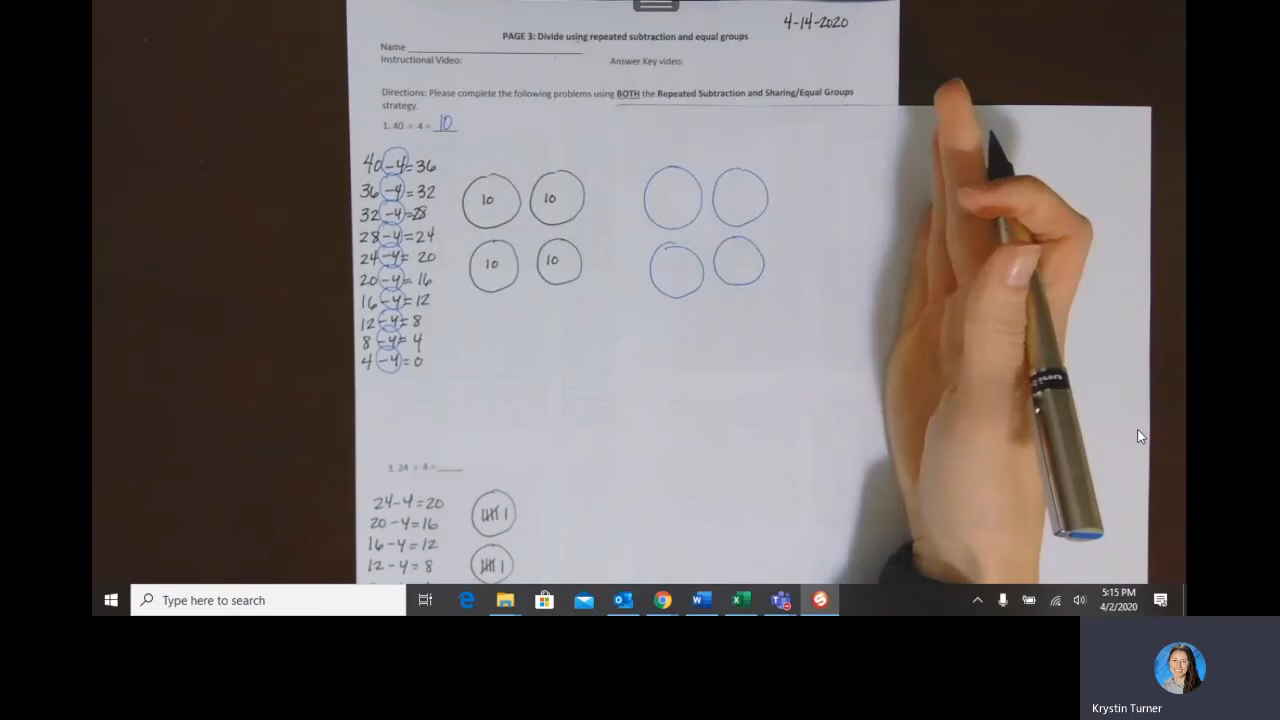 4-14-2020
PAGE 3: Divide using repeated subtraction and equal groups
Name
Instructional Video:
Answer Key video:
Directions: Please complete the following problems using BOTH the Repeated Subtraction and Sharing/Equal Groups
strategy.
1. 40 ÷ 4 = 10
40-4=36
36-4=32
32-4=28
28-4=24
24-4=20
20-4=16
16-4=12
12-4=8
8-4=4
4-4=0
10 10
10 10
3. 24 ÷ 4 =
24-4=20
20-4=16
16-4=12
12-4=8
Type here to search
5:15 PM
4/2/2020
Krystin Turner